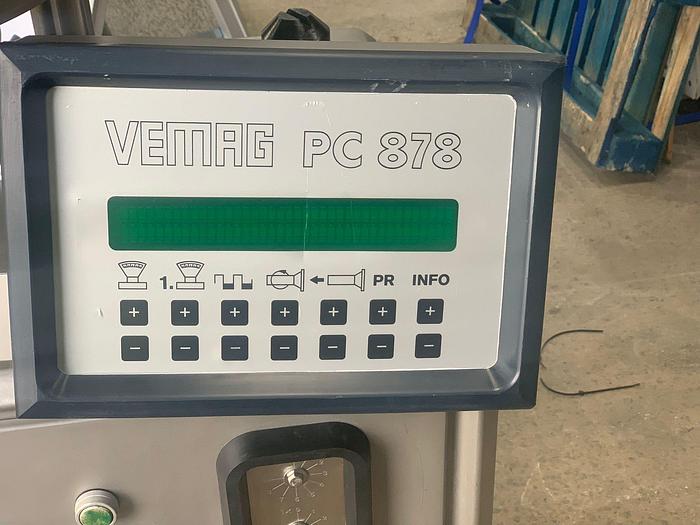 VEMAG PC 878
1. PR INFO
+ + + + + + +
- - - - - - -